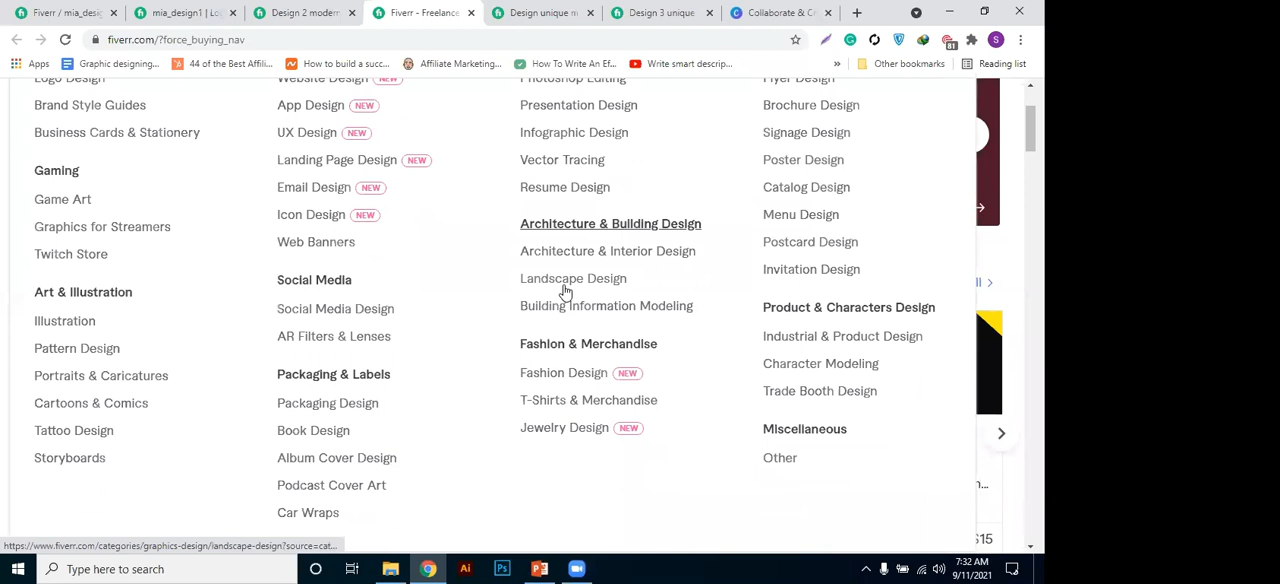 Fiverr / mia_desig
mia_design1 | Lo
Design 2 modern
Fiverr - Freelance
Design unique m
Design 3 unique
Collaborate & C
fiverr.com/?force_buying_nav
81
S
Apps
Graphic designing...
44 of the Best Affili...
How to build a succ...
Affiliate Marketing...
How To Write An Ef...
Write smart descrip...
»
Other bookmarks
Reading list
Logo Design
Brand Style Guides
Business Cards & Stationery
Gaming
Game Art
Graphics for Streamers
Twitch Store
Art & Illustration
Illustration
Pattern Design
Portraits & Caricatures
Cartoons & Comics
Tattoo Design
Storyboards
Website Design NEW
App Design NEW
UX Design NEW
Landing Page Design NEW
Email Design NEW
Icon Design NEW
Web Banners
Social Media
Social Media Design
AR Filters & Lenses
Packaging & Labels
Packaging Design
Book Design
Album Cover Design
Podcast Cover Art
Car Wraps
Photoshop Editing
Presentation Design
Infographic Design
Vector Tracing
Resume Design
Architecture & Building Design
Architecture & Interior Design
Landscape Design
Building Information Modeling
Fashion & Merchandise
Fashion Design NEW
T-Shirts & Merchandise
Jewelry Design NEW
Flyer Design
Brochure Design
Signage Design
Poster Design
Catalog Design
Menu Design
Postcard Design
Invitation Design
Product & Characters Design
Industrial & Product Design
Character Modeling
Trade Booth Design
Miscellaneous
Other
ll
n...
$15
https://www.fiverr.com/categories/graphics-design/landscape-design?source=cat...
Type here to search
Ai
Ps
7:32 AM
9/11/2021